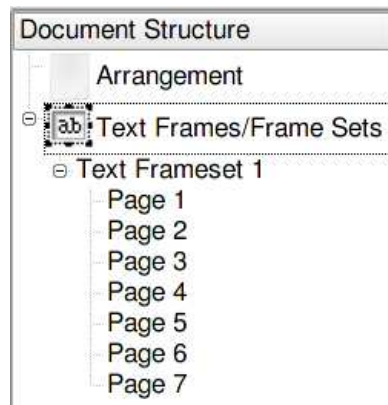 Document Structure
Arrangement
ab Text Frames/Frame Sets
Text Frameset 1
Page 1
Page 2
Page 3
Page 4
Page 5
Page 6
Page 7